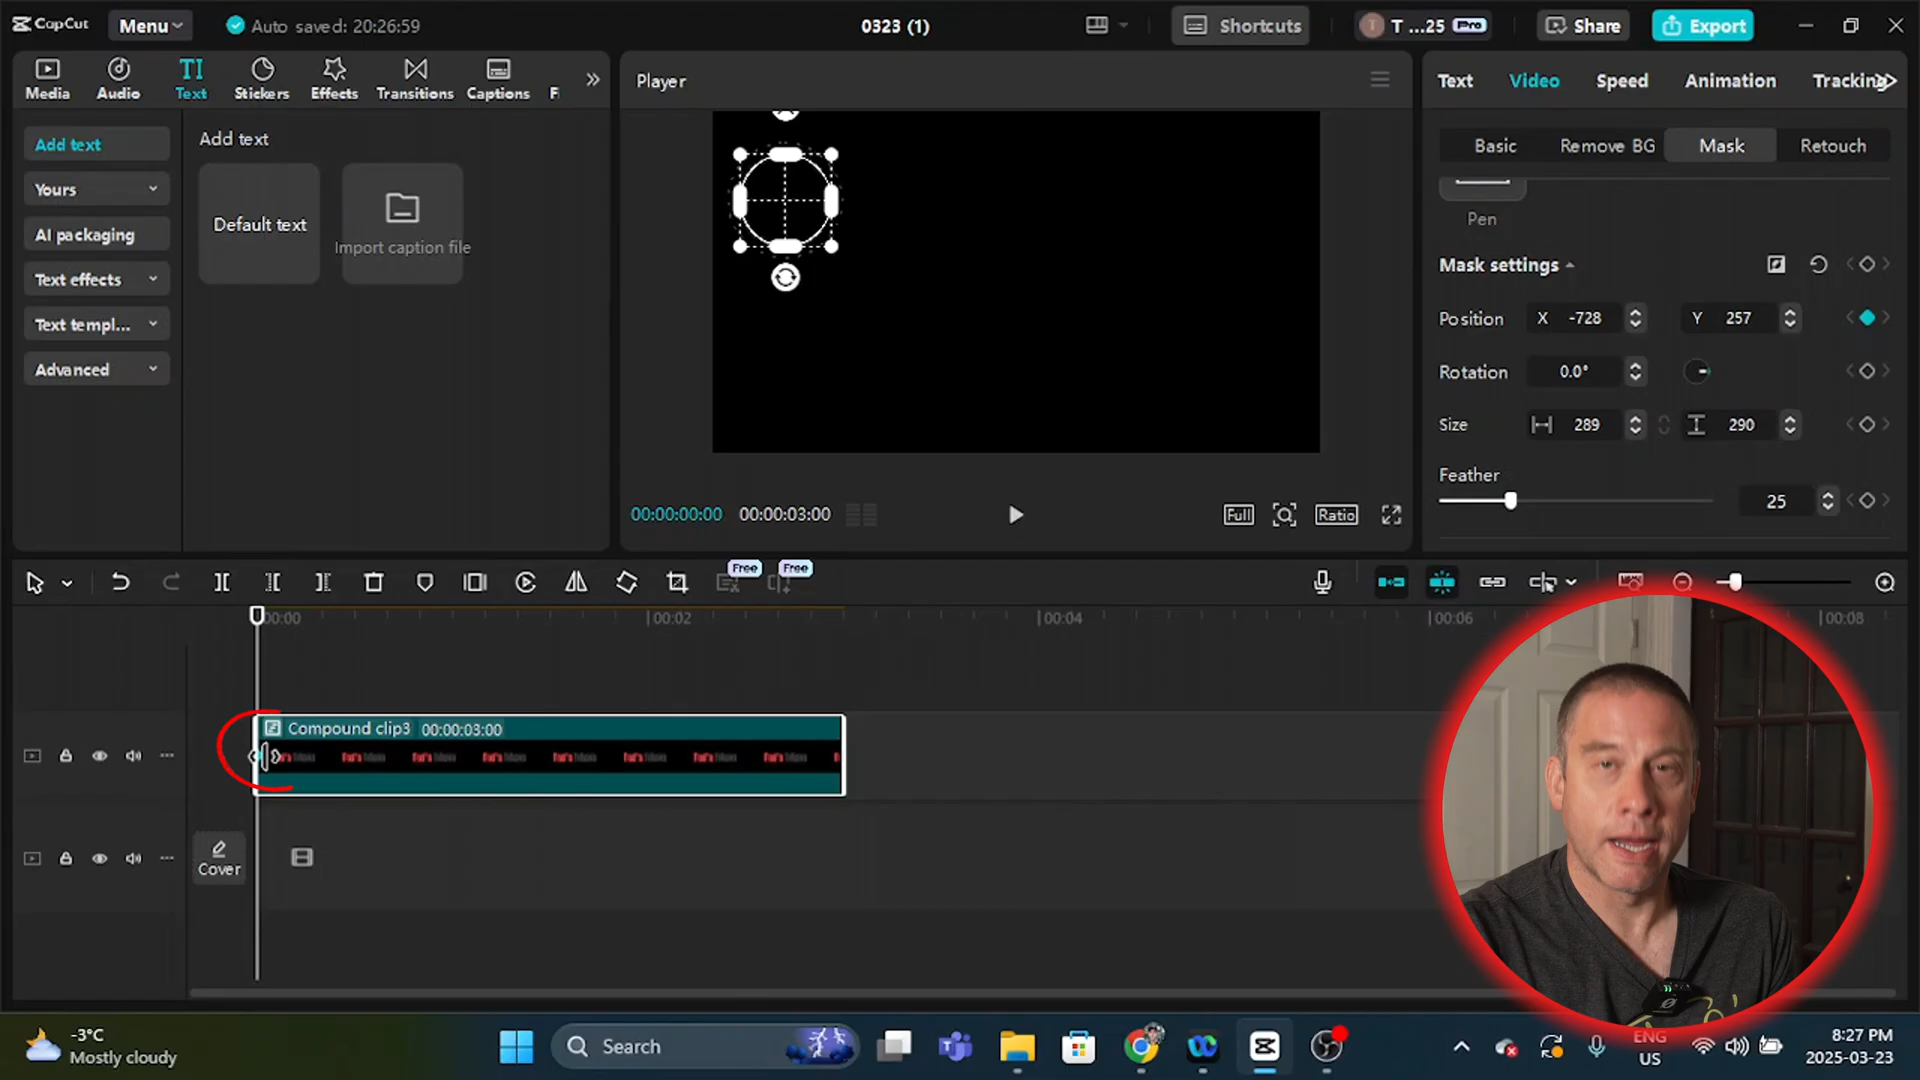 CapCut
Menu
Auto saved: 20:26:59
0323 (1)
Shortcuts
T ...25
Pro
Share
Export
Media
Audio
TI
Text
Stickers
Effects
Transitions
Captions
F
Player
Text
Video
Speed
Animation
Tracking
Add text
Yours
AI packaging
Text effects
Text templ...
Advanced
Add text
Default text
Import caption file
Basic
Remove BG
Mask
Retouch
Pen
Mask settings
Position X -728 Y 257
Rotation 0.0°
Size 289 290
Feather
25
00:00:00:00 00:00:03:00
Full
Ratio
Free
Free
00:00
00:02
00:04
00:06
00:08
Compound clip3 00:00:03:00
Cover
-3°C
Mostly cloudy
Search
ENG
US
8:27 PM
2025-03-23